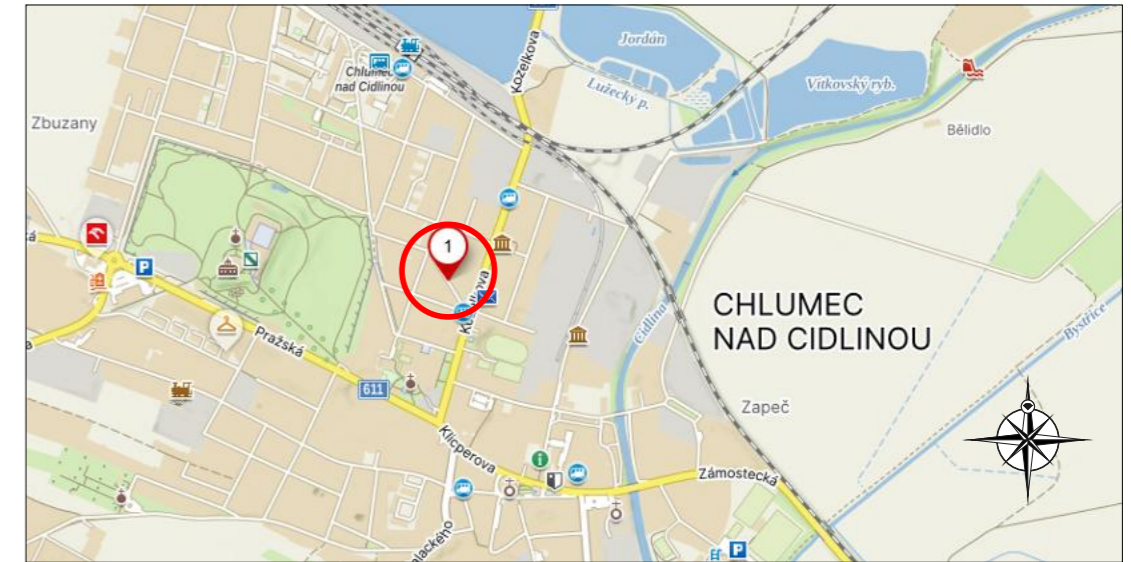 Jordán
Kozelkova
Chlumec
nad Cidlinou
Lužecký p.
Vítkovský ryb.
Zbuzany
Bělidlo
1
P
CHLUMEC
NAD CIDLINOU
Cidlina
Bystřice
Pražská
611
Zapeč
Klicperova
Zámostecká
P